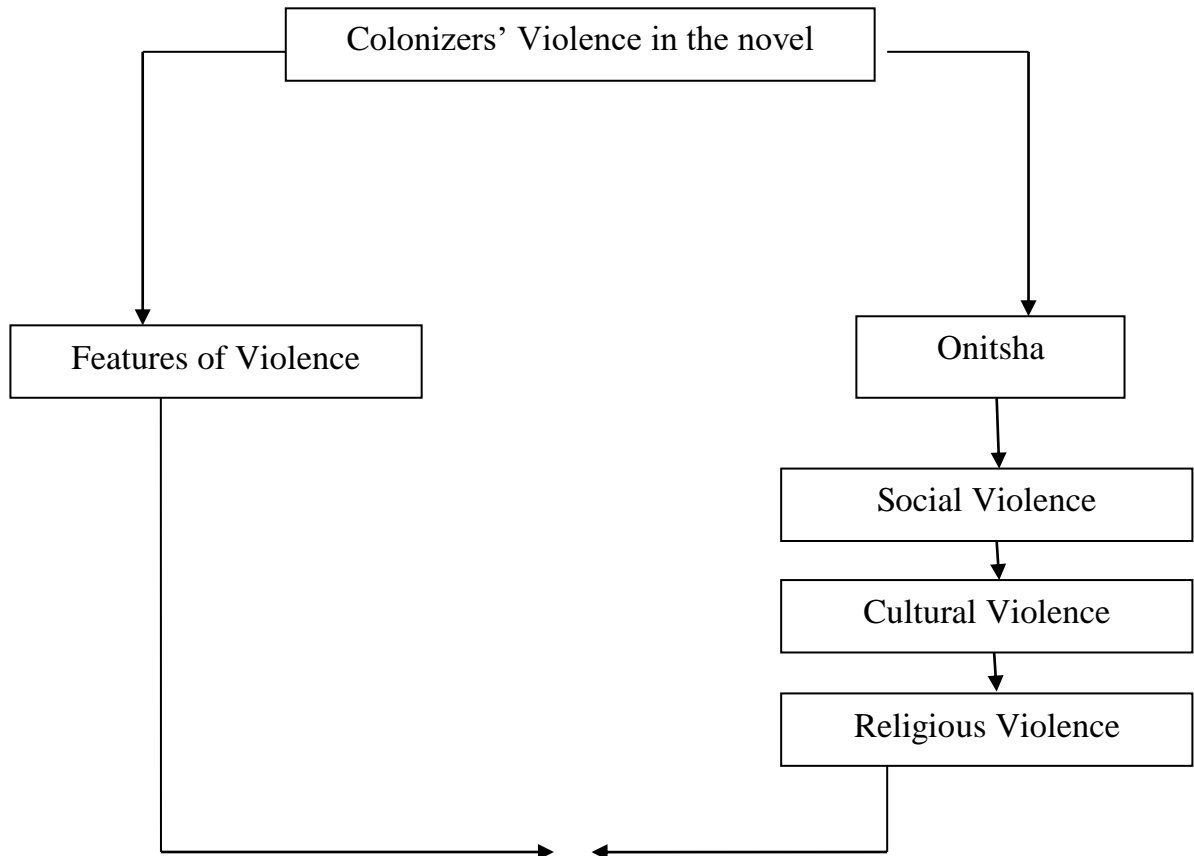 Colonizers’ Violence in the novel
Features of Violence
Onitsha
Social Violence
Cultural Violence
Religious Violence